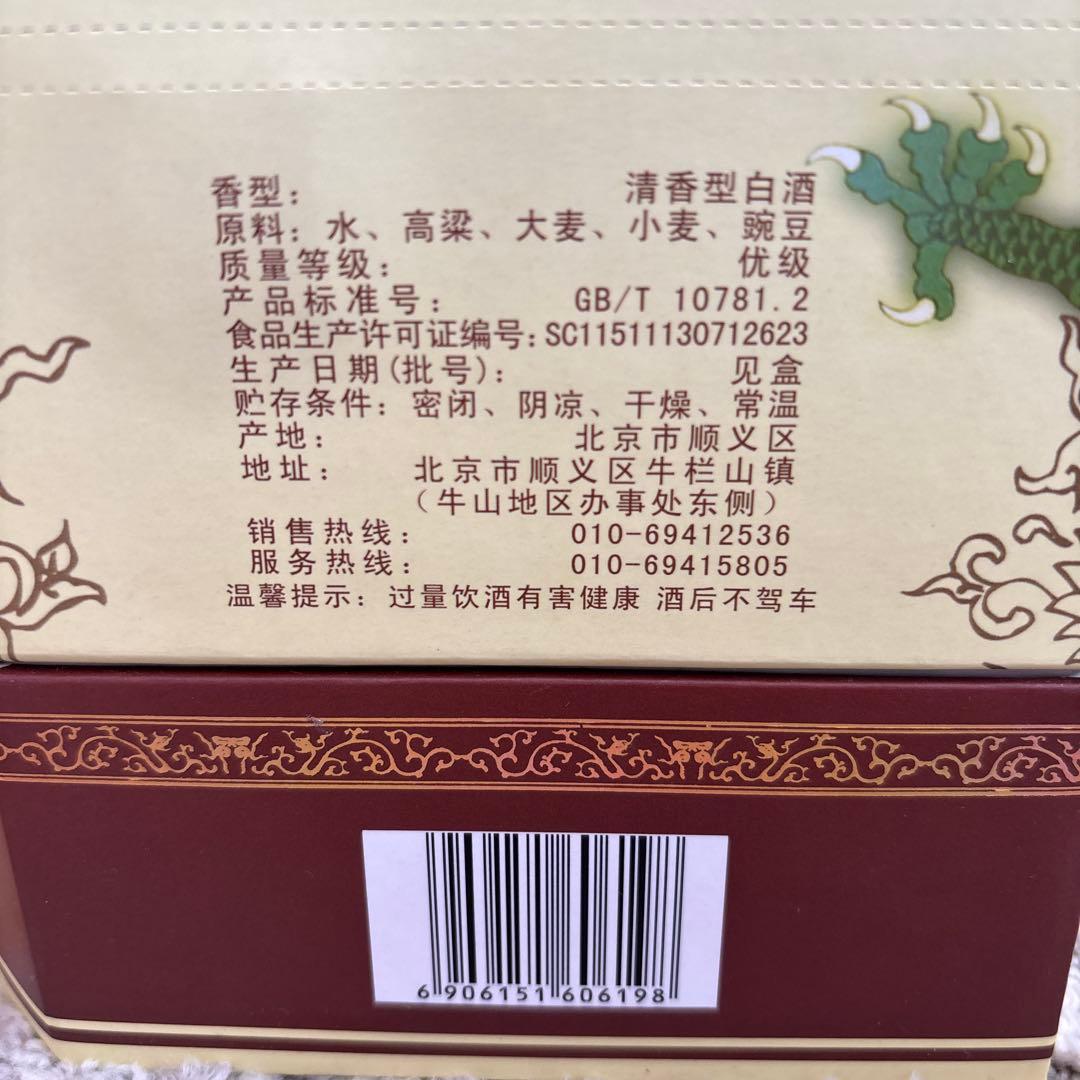 香型： 清香型白酒
原料：水、高粱、大麦、小麦、豌豆
质量等级： 优级
产品标准号： GB/T 10781.2
食品生产许可证编号：SC11511130712623
生产日期(批号)： 见盒
贮存条件：密闭、阴凉、干燥、常温
产地： 北京市顺义区
地址： 北京市顺义区牛栏山镇
（牛山地区办事处东侧）
销售热线： 010-69412536
服务热线： 010-69415805
温馨提示：过量饮酒有害健康 酒后不驾车
6 906151 606198